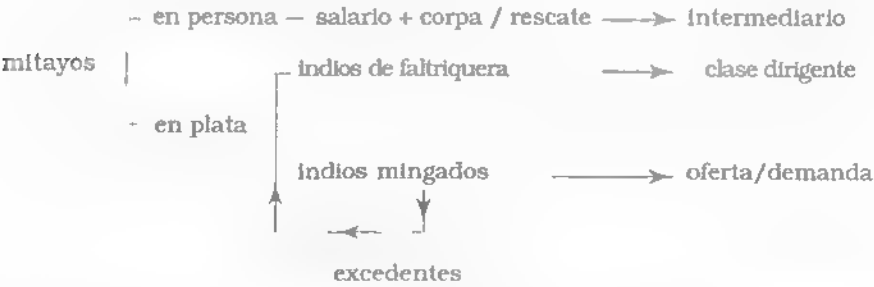 en persona — salario + corpa / rescate intermediario
mitayos indios de faltriquera clase dirigente
en plata
indios mingados oferta/demanda
excedentes